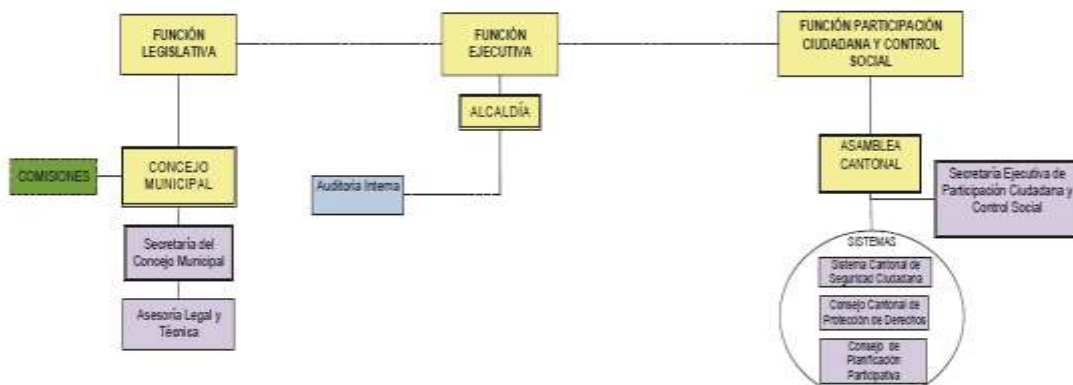 FUNCIÓN
LEGISLATIVA
FUNCIÓN
EJECUTIVA
FUNCIÓN PARTICIPACIÓN
CIUDADANA Y CONTROL
SOCIAL
ALCALDÍA
COMISIONES
CONCEJO
MUNICIPAL
Auditoría Interna
ASAMBLEA
CANTONAL
Secretaría Ejecutiva de
Participación Ciudadana y
Control Social
Secretaría del
Concejo Municipal
Asesoría Legal y
Técnica
SISTEMAS
Sistema Cantonal de
Seguridad Ciudadana
Consejo Cantonal de
Protección de Derechos
Consejo de
Planificación
Participativa